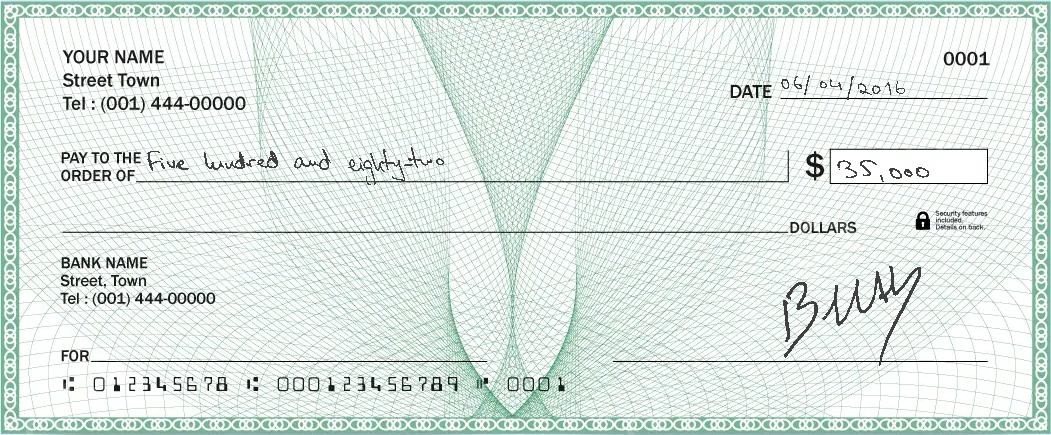 YOUR NAME
0001
Street Town
Tel : (001) 444-00000
DATE 06/04/2016
PAY TO THE ORDER OF Five hundred and eighty-two
$ 35,000
DOLLARS
Security features
included.
Details on back.
BANK NAME
Street, Town
Tel : (001) 444-00000
FOR
⑆ 012345678 ⑆ 000123456789 ⑈ 0001